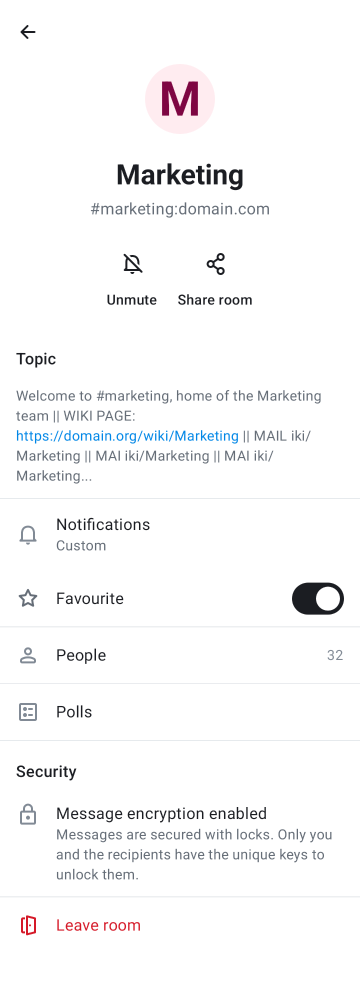 M
Marketing
#marketing:domain.com
Unmute
Share room
Topic
Welcome to #marketing, home of the Marketing
team || WIKI PAGE:
https://domain.org/wiki/Marketing || MAIL iki/
Marketing || MAI iki/Marketing || MAI iki/
Marketing...
Notifications
Custom
Favourite
People 32
Polls
Security
Message encryption enabled
Messages are secured with locks. Only you
and the recipients have the unique keys to
unlock them.
Leave room